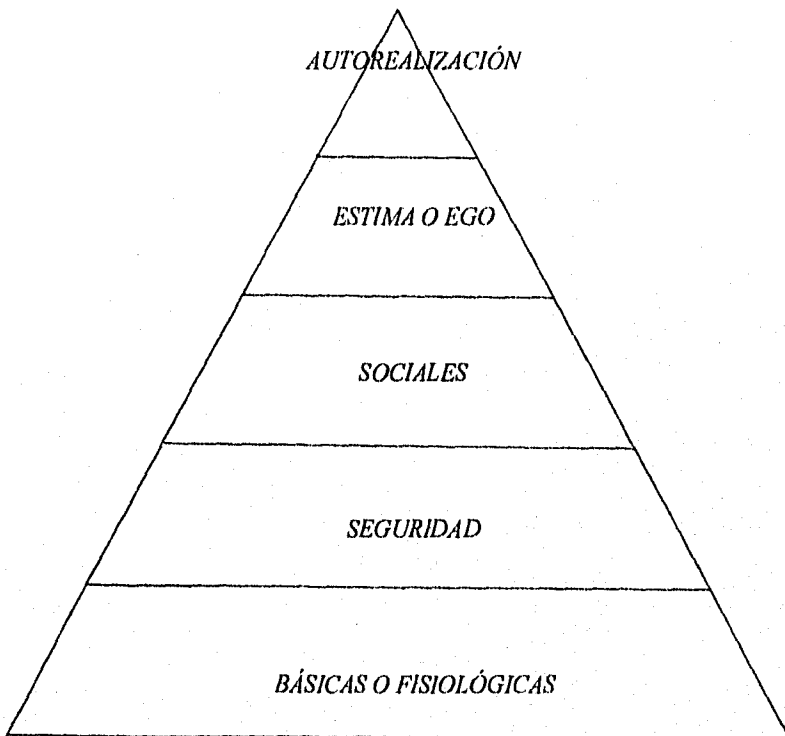 AUTOREALIZACIÓN
ESTIMA O EGO
SOCIALES
SEGURIDAD
BÁSICAS O FISIOLÓGICAS